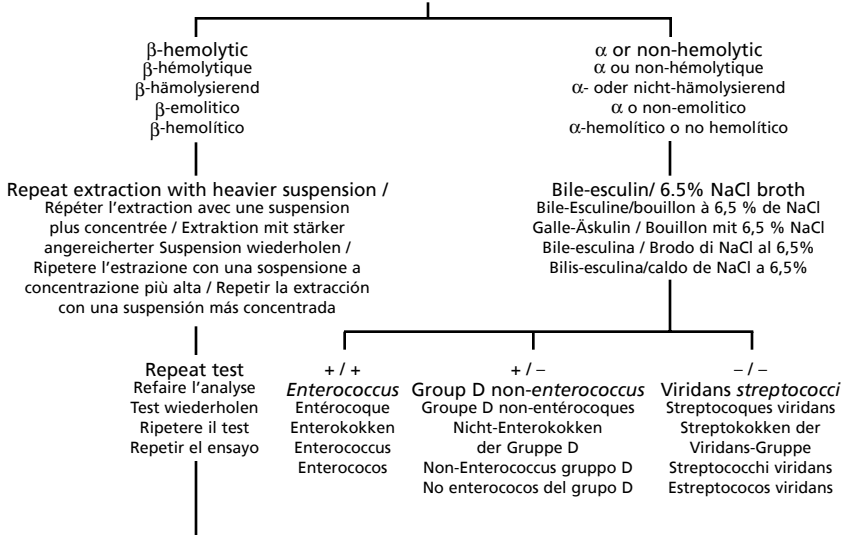 β-hemolytic
β-hémolytique
β-hämolysierend
β-emolitico
β-hemolítico
α or non-hemolytic
α ou non-hémolytique
α- oder nicht-hämolysierend
α o non-emolitico
α-hemolítico o no hemolítico
Repeat extraction with heavier suspension /
Répéter l'extraction avec une suspension
plus concentrée / Extraktion mit stärker
angereicherter Suspension wiederholen /
Ripetere l'estrazione con una sospensione a
concentrazione più alta / Repetir la extracción
con una suspensión más concentrada
Bile-esculin/ 6.5% NaCl broth
Bile-Esculine/bouillon à 6,5 % de NaCl
Galle-Äskulin / Bouillon mit 6,5 % NaCl
Bile-esculina / Brodo di NaCl al 6,5%
Bilis-esculina/caldo de NaCl a 6,5%
Repeat test
Refaire l'analyse
Test wiederholen
Ripetere il test
Repetir el ensayo
+ / +
Enterococcus
Entérocoque
Enterokokken
Enterococcus
Enterococos
+ / –
Group D non-enterococcus
Groupe D non-entérocoques
Nicht-Enterokokken
der Gruppe D
Non-Enterococcus gruppo D
No enterococos del grupo D
– / –
Viridans streptococci
Streptocoques viridans
Streptokokken der
Viridans-Gruppe
Streptococchi viridans
Estreptococos viridans